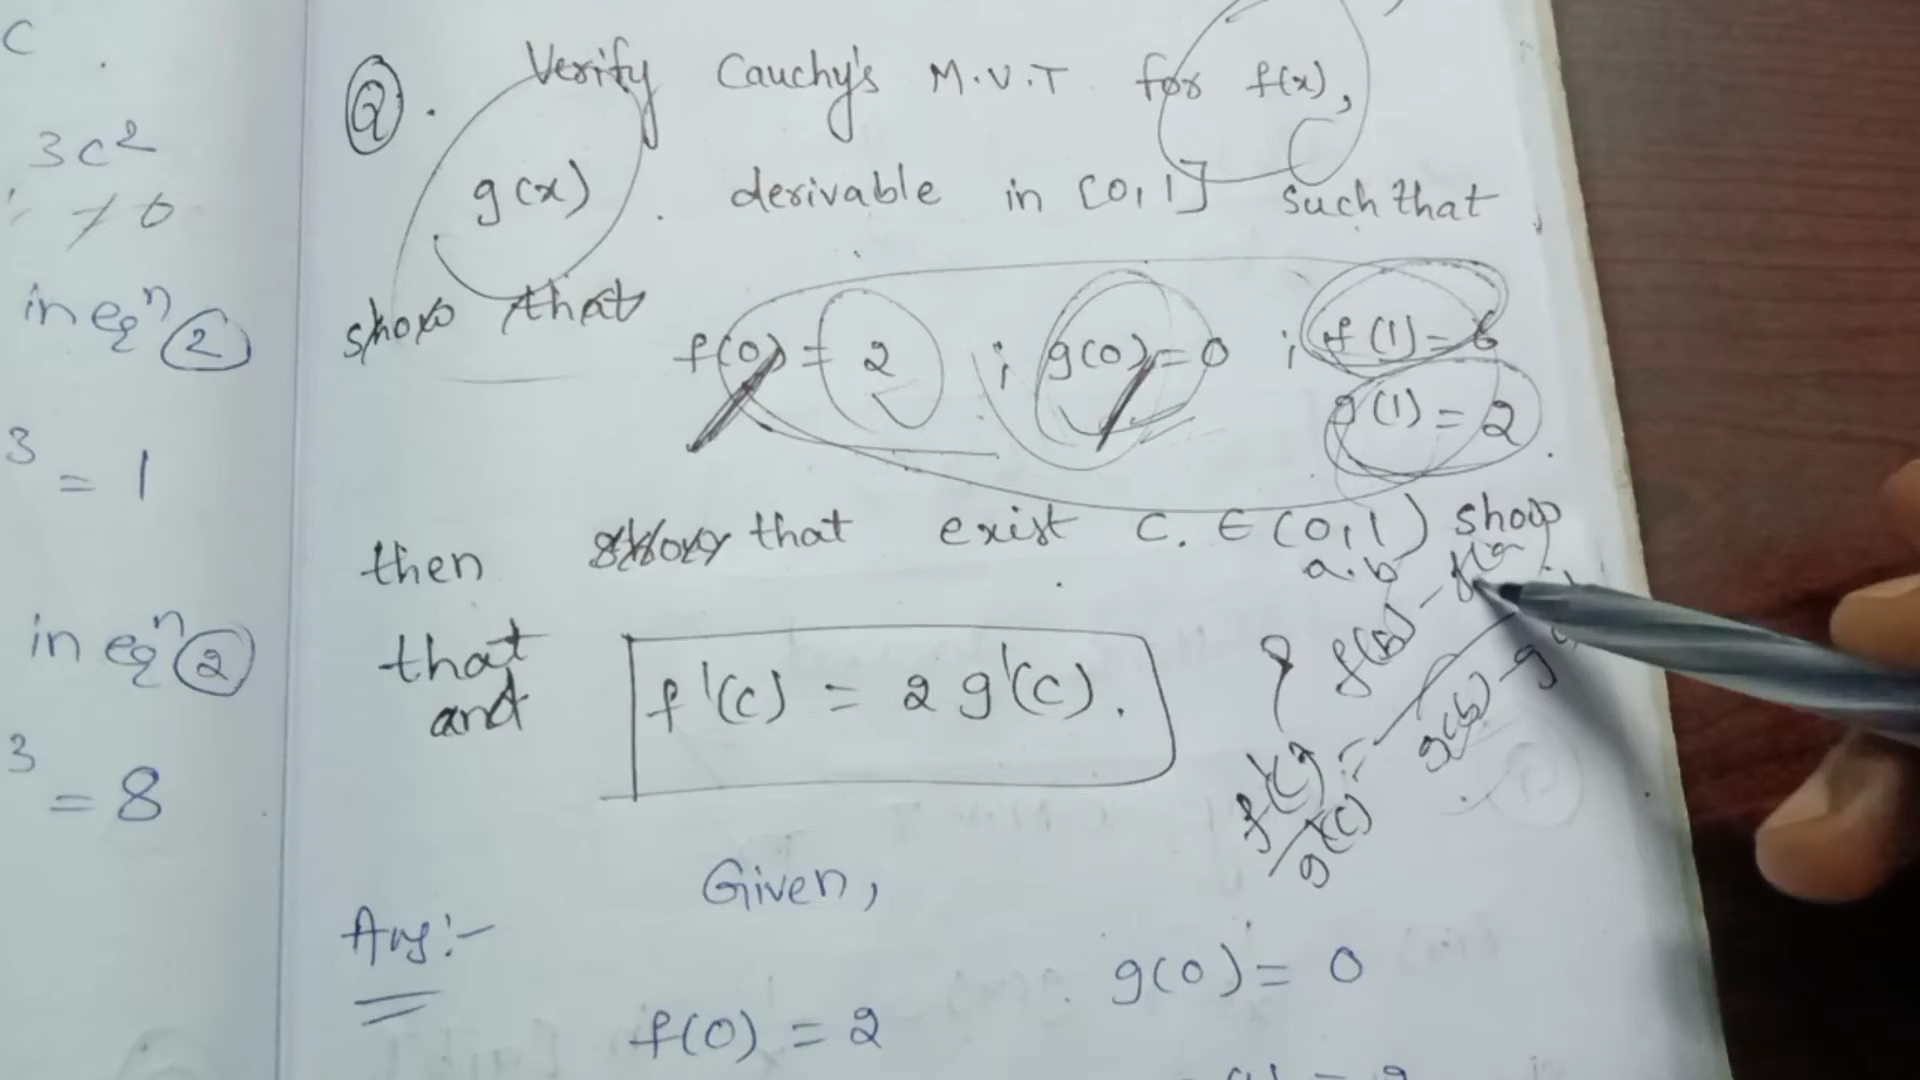 C
3c²
≠ 0
in eqⁿ ②
3
= 1
in eqⁿ ②
3
= 8
Q. Verify Cauchy's M.V.T for f(x),
g(x) . derivable in [0,1] such that
show that
f(0) = 2 ; g(0) = 0 ; f(1) = 6
g(1) = 2
then that exist C. ∈ (0,1) show
a. b
that
and
f'(c) = 2 g'(c).
f'(c) / g'(c) = f(b) - f(a / g(b) - g
Ans:- Given,
f(0) = 2 g(0) = 0